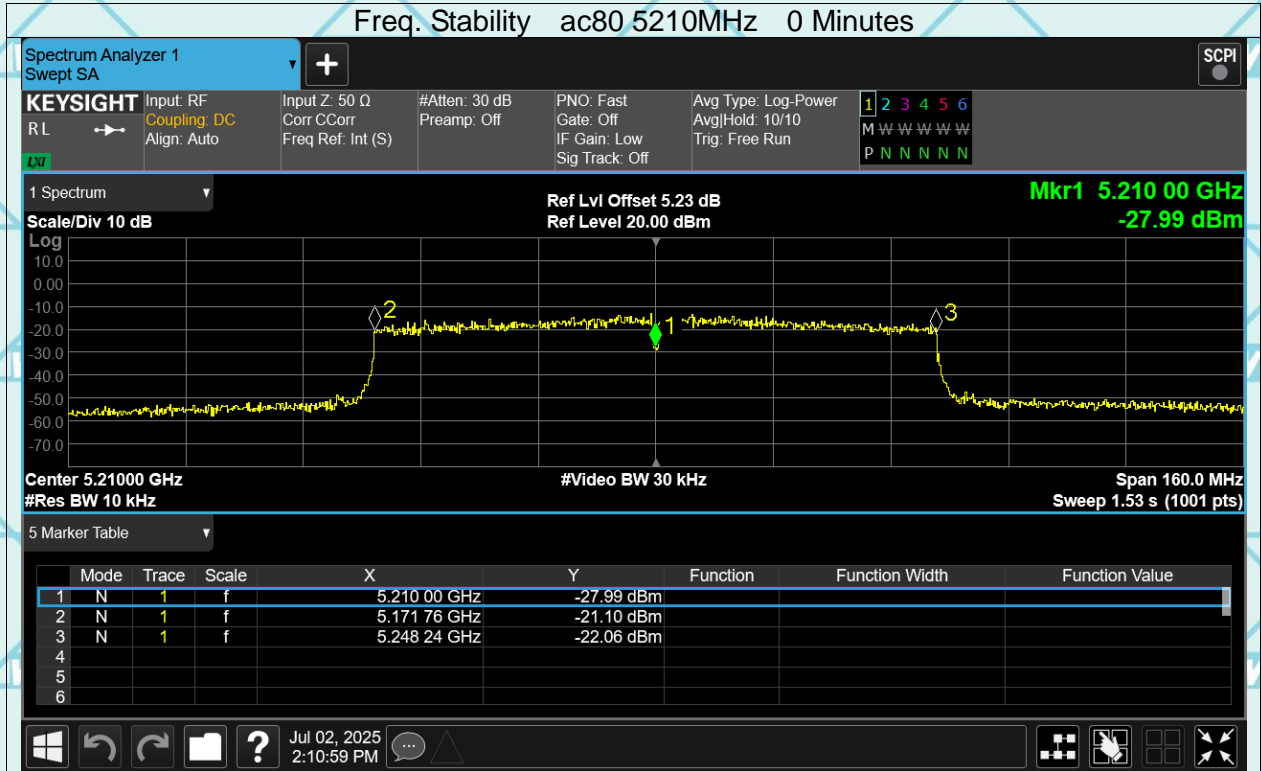 Freq. Stability ac80 5210MHz 0 Minutes
Spectrum Analyzer 1
Swept SA
+
SCPI
KEYSIGHT
RL
LXI
Input: RF
Coupling: DC
Align: Auto
Input Z: 50 Ω
Corr CCorr
Freq Ref: Int (S)
#Atten: 30 dB
Preamp: Off
PNO: Fast
Gate: Off
IF Gain: Low
Sig Track: Off
Avg Type: Log-Power
Avg|Hold: 10/10
Trig: Free Run
1 2 3 4 5 6
M W W W W W W
P N N N N N N
1 Spectrum
Scale/Div 10 dB
Ref Lvl Offset 5.23 dB
Ref Level 20.00 dBm
Mkr1 5.210 00 GHz
-27.99 dBm
Log
10.0
0.00
-10.0
-20.0
-30.0
-40.0
-50.0
-60.0
-70.0
2
1
3
Center 5.21000 GHz
#Video BW 30 kHz
Span 160.0 MHz
#Res BW 10 kHz
Sweep 1.53 s (1001 pts)
5 Marker Table
Mode Trace Scale X Y Function Function Width Function Value
1 N 1 f 5.210 00 GHz -27.99 dBm
2 N 1 f 5.171 76 GHz -21.10 dBm
3 N 1 f 5.248 24 GHz -22.06 dBm
4
5
6
?
Jul 02, 2025
2:10:59 PM